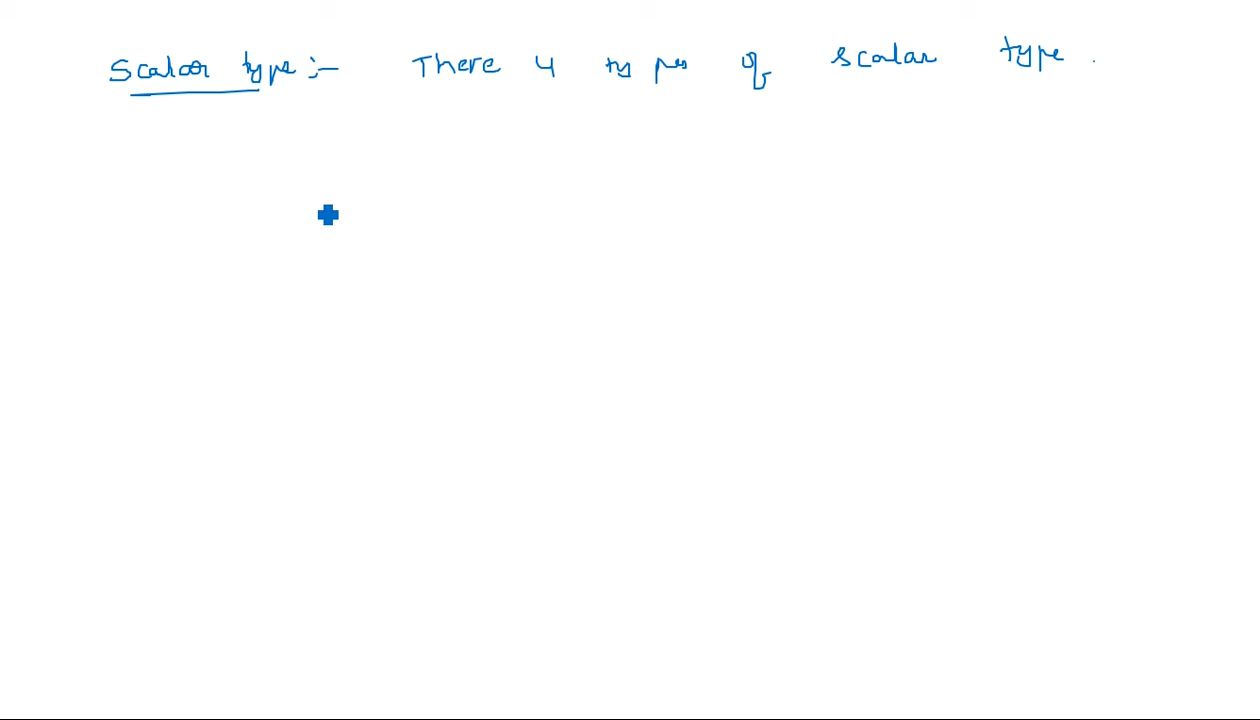 Scalar type :- There 4 types of scalar type .